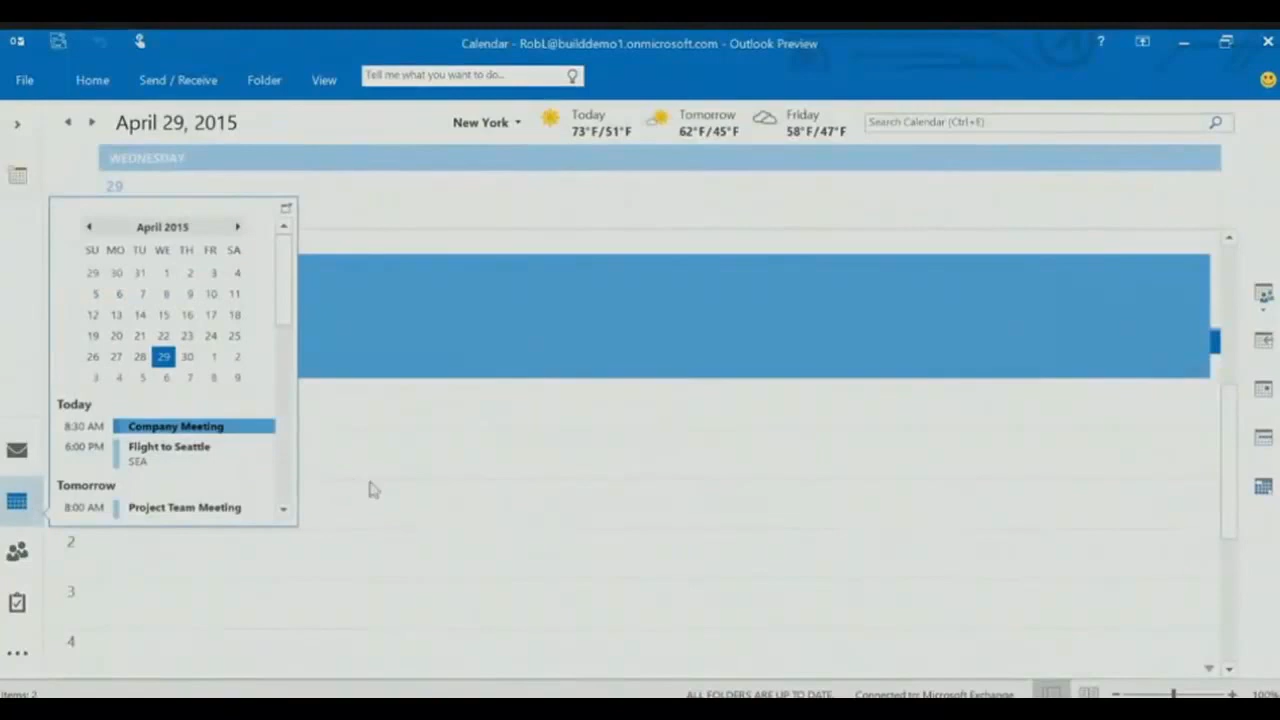 Calendar - RobL@builddemo1.onmicrosoft.com - Outlook Preview
?
File Home Send / Receive Folder View Tell me what you want to do...
April 29, 2015
New York
Today
73°F/51°F
Tomorrow
62°F/45°F
Friday
58°F/47°F
Search Calendar (Ctrl+E)
WEDNESDAY
29
April 2015
SU MO TU WE TH FR SA
29 30 31 1 2 3 4
5 6 7 8 9 10 11
12 13 14 15 16 17 18
19 20 21 22 23 24 25
26 27 28 29 30 1 2
3 4 5 6 7 8 9
Today
8:30 AM Company Meeting
6:00 PM Flight to Seattle
SEA
Tomorrow
8:00 AM Project Team Meeting
2
3
4
Items: 2
ALL FOLDERS ARE UP TO DATE. Connected to: Microsoft Exchange 100%